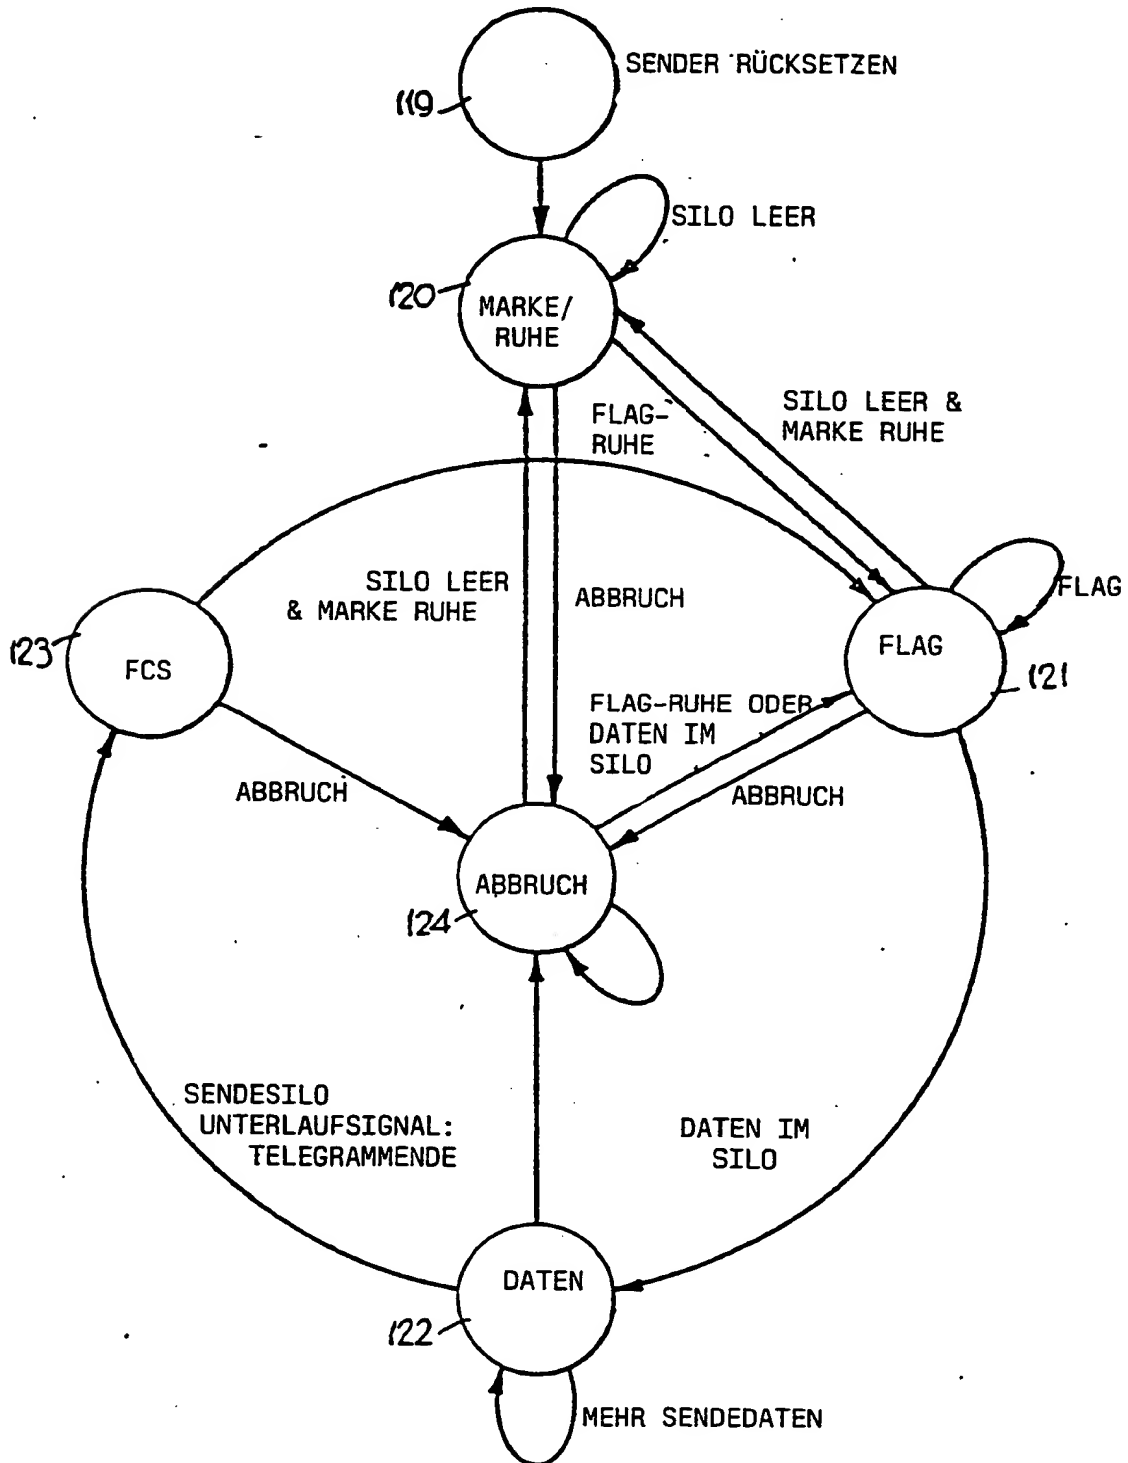 SENDER RÜCKSETZEN
119
SILO LEER
120
MARKE/
RUHE
FLAG-
RUHE
SILO LEER &
MARKE RUHE
SILO LEER
& MARKE RUHE
ABBRUCH
FLAG
123
FCS
FLAG
121
FLAG-RUHE ODER
DATEN IM
SILO
ABBRUCH
ABBRUCH
ABBRUCH
124
SENDESILO
UNTERLAUFSIGNAL:
TELEGRAMMENDE
DATEN IM
SILO
DATEN
122
MEHR SENDEDATEN